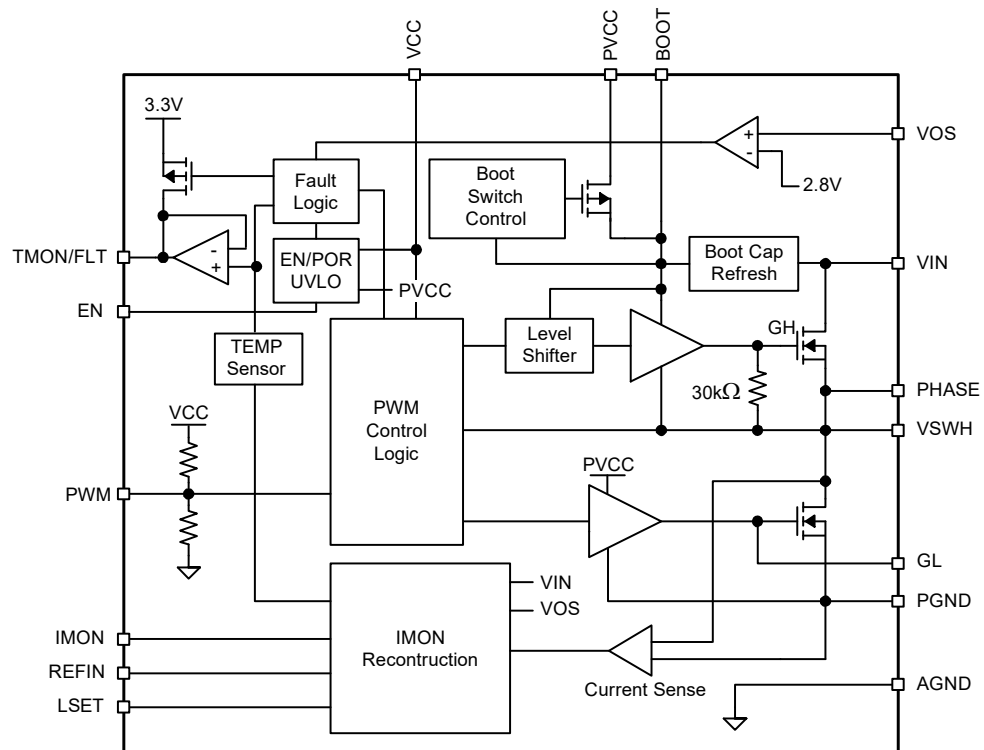 VCC
PVCC
BOOT
3.3V
VOS
Fault
Logic
Boot
Switch
Control
+
-
2.8V
-
+
TMON/FLT
EN/POR
UVLO
PVCC
Boot Cap
Refresh
VIN
EN
TEMP
Sensor
Level
Shifter
GH
30kΩ
PHASE
VCC
PWM
Control
Logic
VSWH
PVCC
PWM
GL
VIN
VOS
PGND
IMON
IMON
Recontruction
REFIN
Current Sense
AGND
LSET